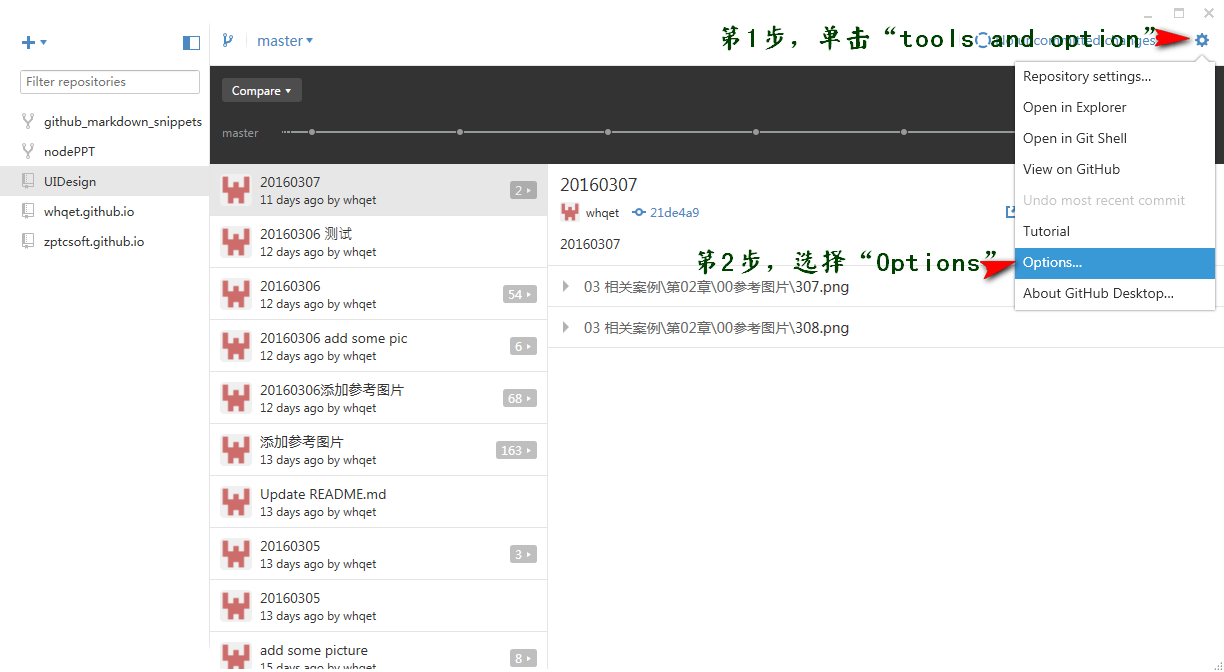 第1步，单击“tools and option”
master
No uncommitted changes
Filter repositories
github_markdown_snippets
nodePPT
UIDesign
whqet.github.io
zptcsoft.github.io
Compare
master
20160307
11 days ago by whqet
2
20160306 测试
12 days ago by whqet
20160306
12 days ago by whqet
54
20160306 add some pic
12 days ago by whqet
6
20160306添加参考图片
12 days ago by whqet
68
添加参考图片
13 days ago by whqet
163
Update README.md
13 days ago by whqet
20160305
13 days ago by whqet
3
20160305
13 days ago by whqet
add some picture
15 days ago by whqet
8
20160307
whqet 21de4a9
20160307
第2步，选择“Options”
03 相关案例\第02章\00参考图片\307.png
03 相关案例\第02章\00参考图片\308.png
Repository settings...
Open in Explorer
Open in Git Shell
View on GitHub
Undo most recent commit
Tutorial
Options...
About GitHub Desktop...